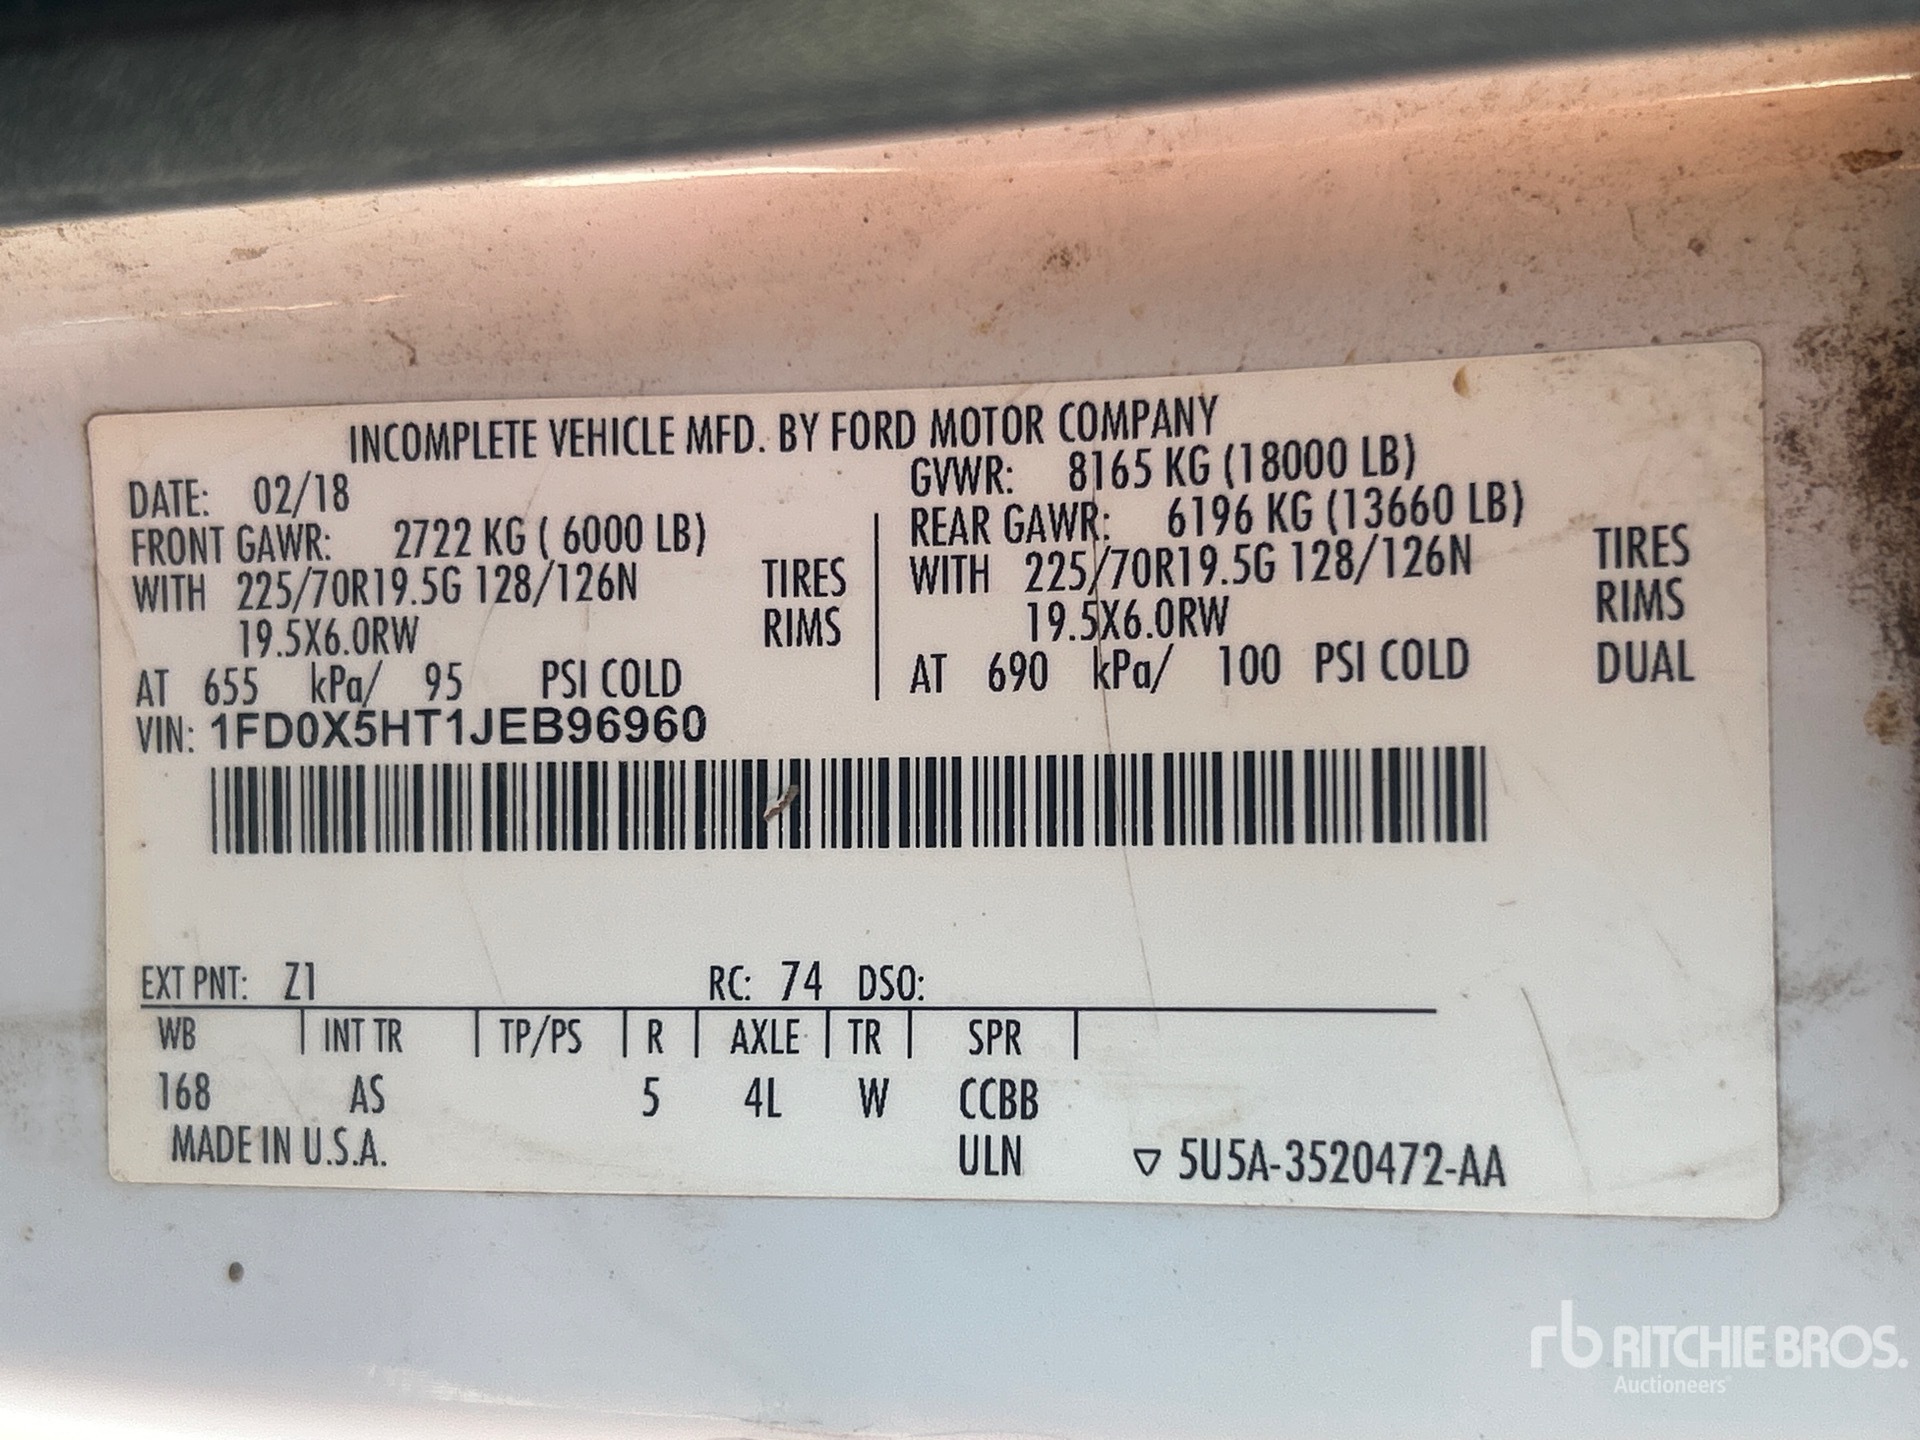 INCOMPLETE VEHICLE MFD. BY FORD MOTOR COMPANY
DATE: 02/18
GVWR: 8165 KG (18000 LB)
FRONT GAWR: 2722 KG ( 6000 LB)
WITH 225/70R19.5G 128/126N TIRES
19.5X6.0RW RIMS
AT 655 kPa/ 95 PSI COLD
REAR GAWR: 6196 KG (13660 LB)
WITH 225/70R19.5G 128/126N TIRES
19.5X6.0RW RIMS
AT 690 kPa/ 100 PSI COLD DUAL
VIN: 1FD0X5HT1JEB96960
EXT PNT: Z1 RC: 74 DSO:
WB | INT TR | TP/PS | R | AXLE | TR | SPR |
168 AS 5 4L W CCBB
MADE IN U.S.A. ULN ▽ 5U5A-3520472-AA
rb RITCHIE BROS.
Auctioneers